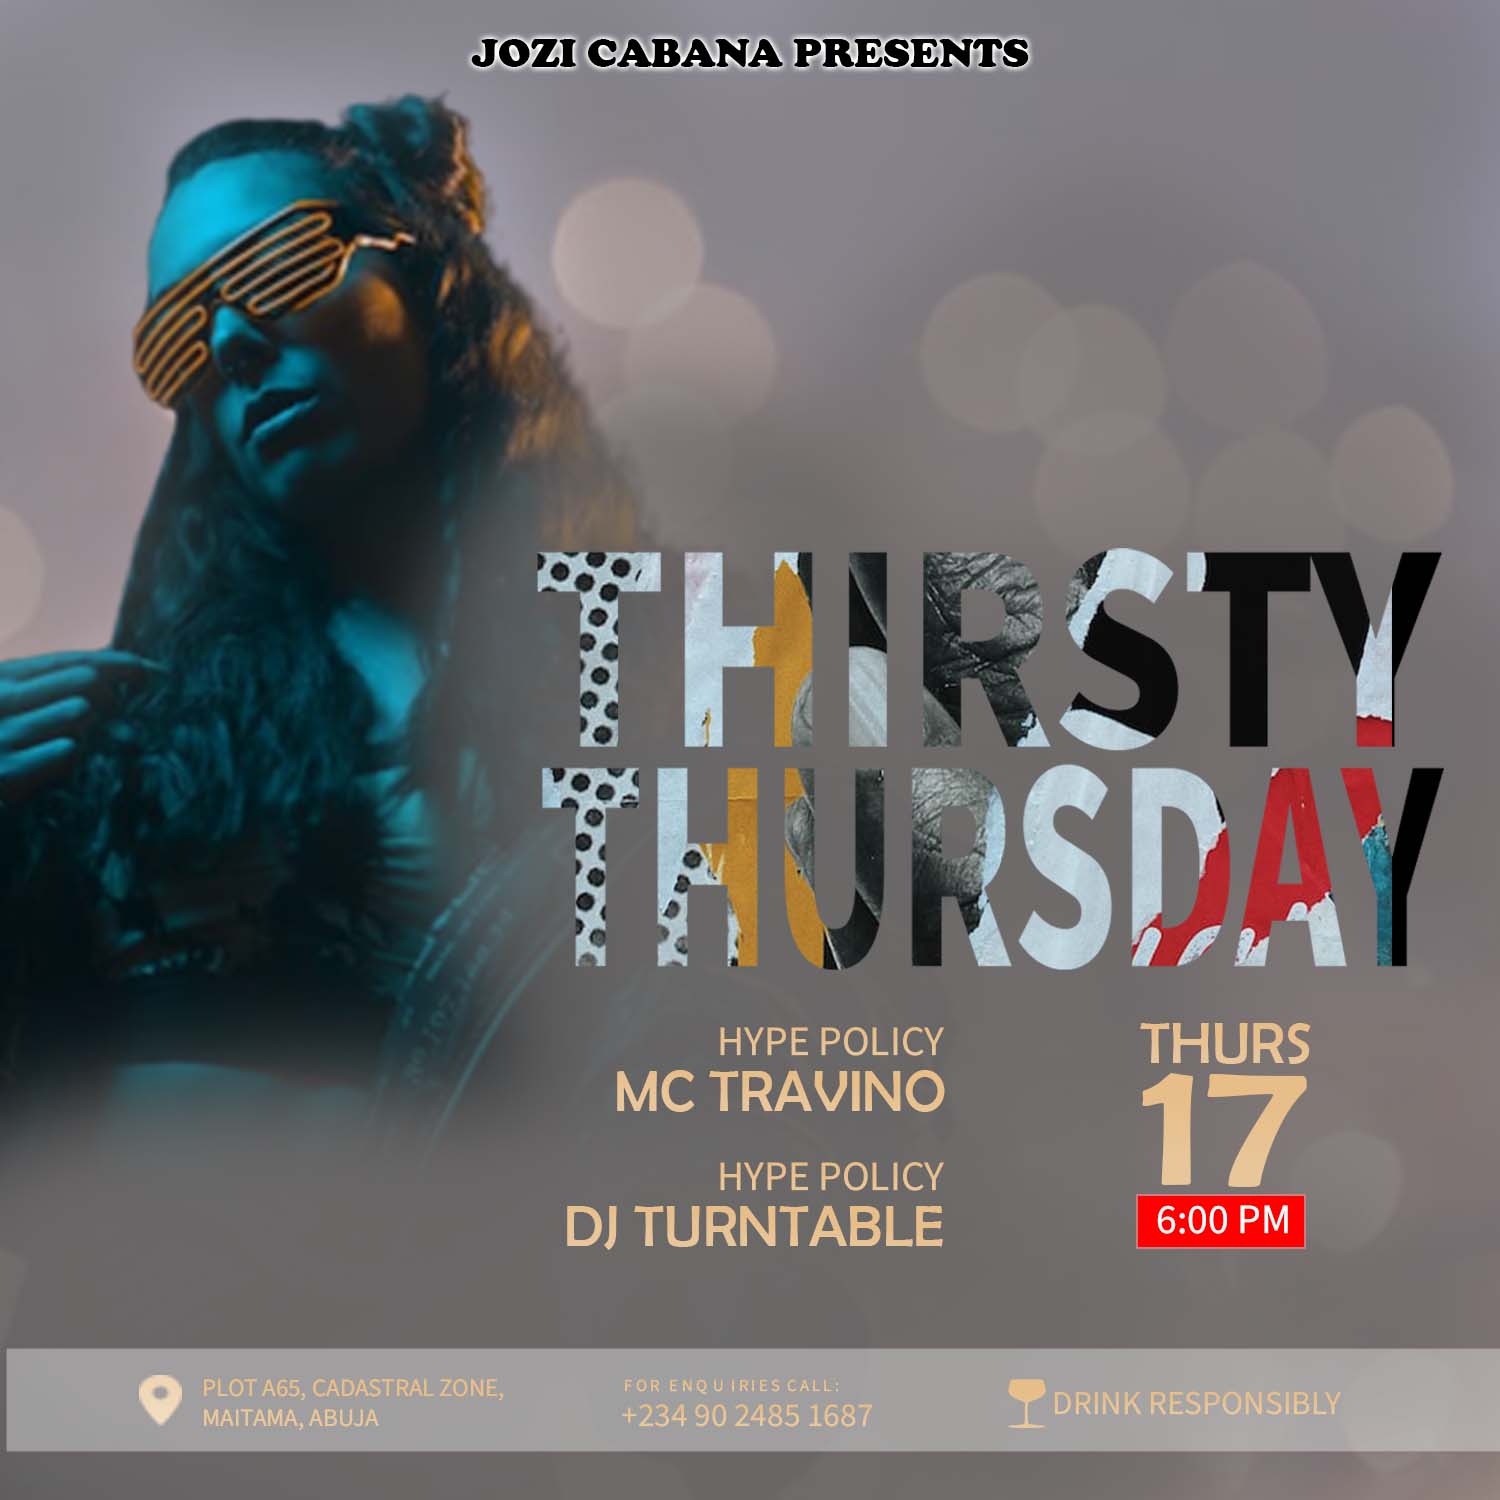 JOZI CABANA PRESENTS
THIRSTY
THURSDAY
HYPE POLICY
MC TRAVINO
HYPE POLICY
DJ TURNTABLE
THURS
17
6:00 PM
PLOT A65, CADASTRAL ZONE,
MAITAMA, ABUJA
FOR ENQUIRIES CALL:
+234 90 2485 1687
DRINK RESPONSIBLY